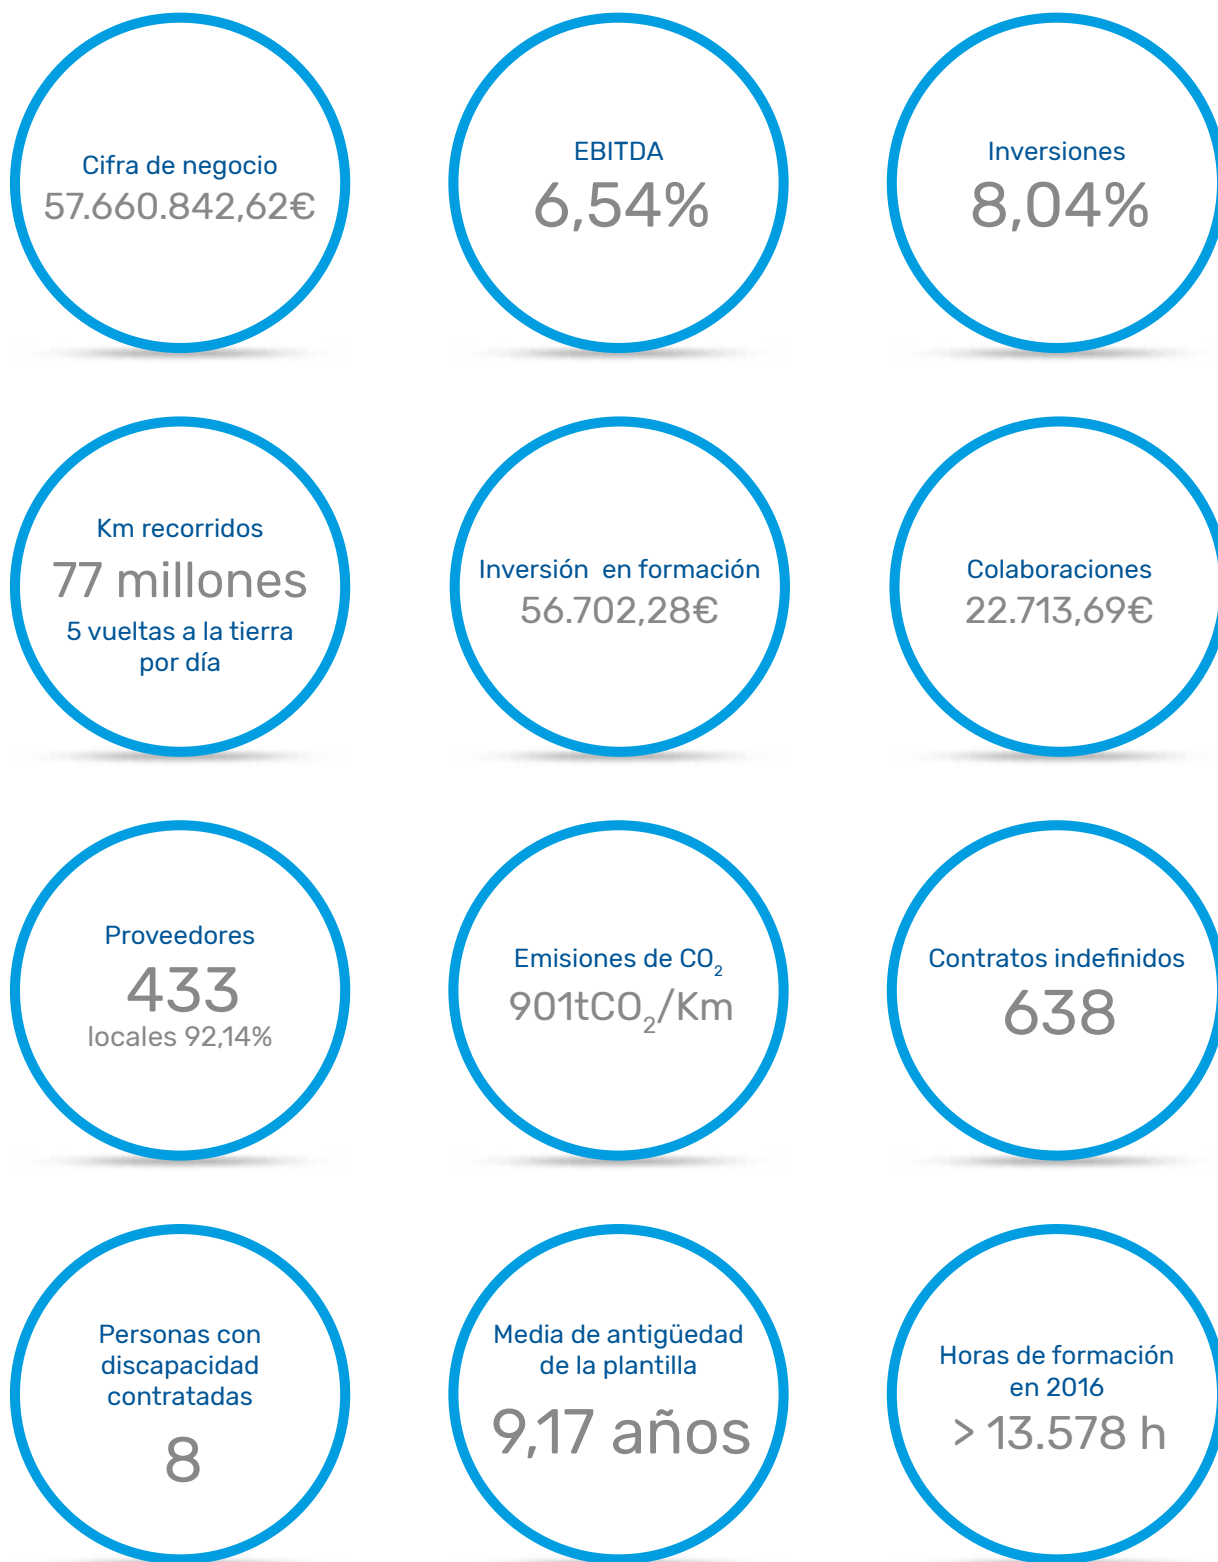 Cifra de negocio
57.660.842,62€
EBITDA
6,54%
Inversiones
8,04%
Km recorridos
77 millones
5 vueltas a la tierra
por día
Inversión en formación
56.702,28€
Colaboraciones
22.713,69€
Proveedores
433
locales 92,14%
Emisiones de CO₂
901tCO₂/Km
Contratos indefinidos
638
Personas con
discapacidad
contratadas
8
Media de antigüedad
de la plantilla
9,17 años
Horas de formación
en 2016
> 13.578 h